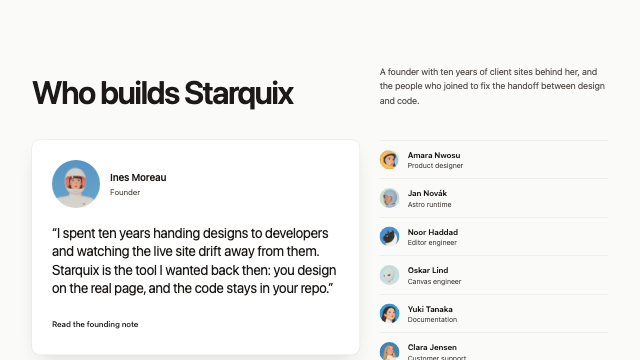 Who builds Starquix
A founder with ten years of client sites behind her, and
the people who joined to fix the handoff between design
and code.
Ines Moreau
Founder
“I spent ten years handing designs to developers
and watching the live site drift away from them.
Starquix is the tool I wanted back then: you design
on the real page, and the code stays in your repo.”
Read the founding note
Amara Nwosu
Product designer
Jan Novák
Astro runtime
Noor Haddad
Editor engineer
Oskar Lind
Canvas engineer
Yuki Tanaka
Documentation
Clara Jensen
Customer support